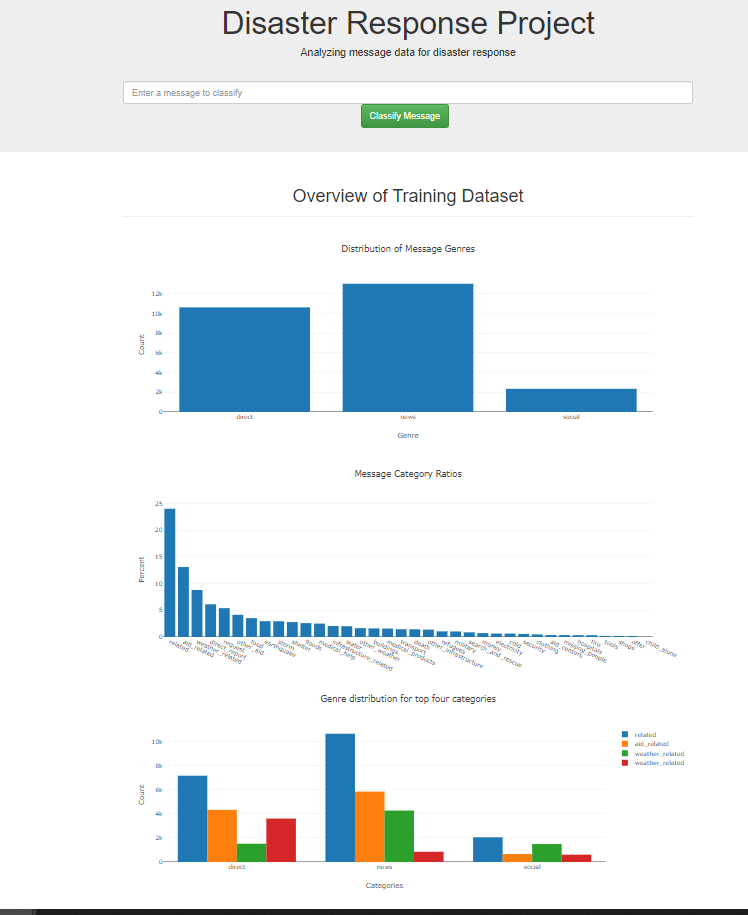 Disaster Response Project
Analyzing message data for disaster response
Enter a message to classify
Classify Message
Overview of Training Dataset
Distribution of Message Genres
12k
10k
8k
6k
4k
2k
0
Count
direct
news
social
Genre
Message Category Ratios
25
20
15
10
5
0
Percent
related
aid_related
weather_related
direct_report
request
other_aid
food
earthquake
storm
shelter
floods
medical_help
infrastructure_related
water
other_weather
buildings
medical_products
transport
death
other_infrastructure
refugees
military
search_and_rescue
money
electricity
cold
security
clothing
aid_centers
missing_people
hospitals
fire
tools
shops
offer
child_alone
Genre distribution for top four categories
10k
8k
6k
4k
2k
0
Count
direct
news
social
Categories
related
aid_related
weather_related
weather_related